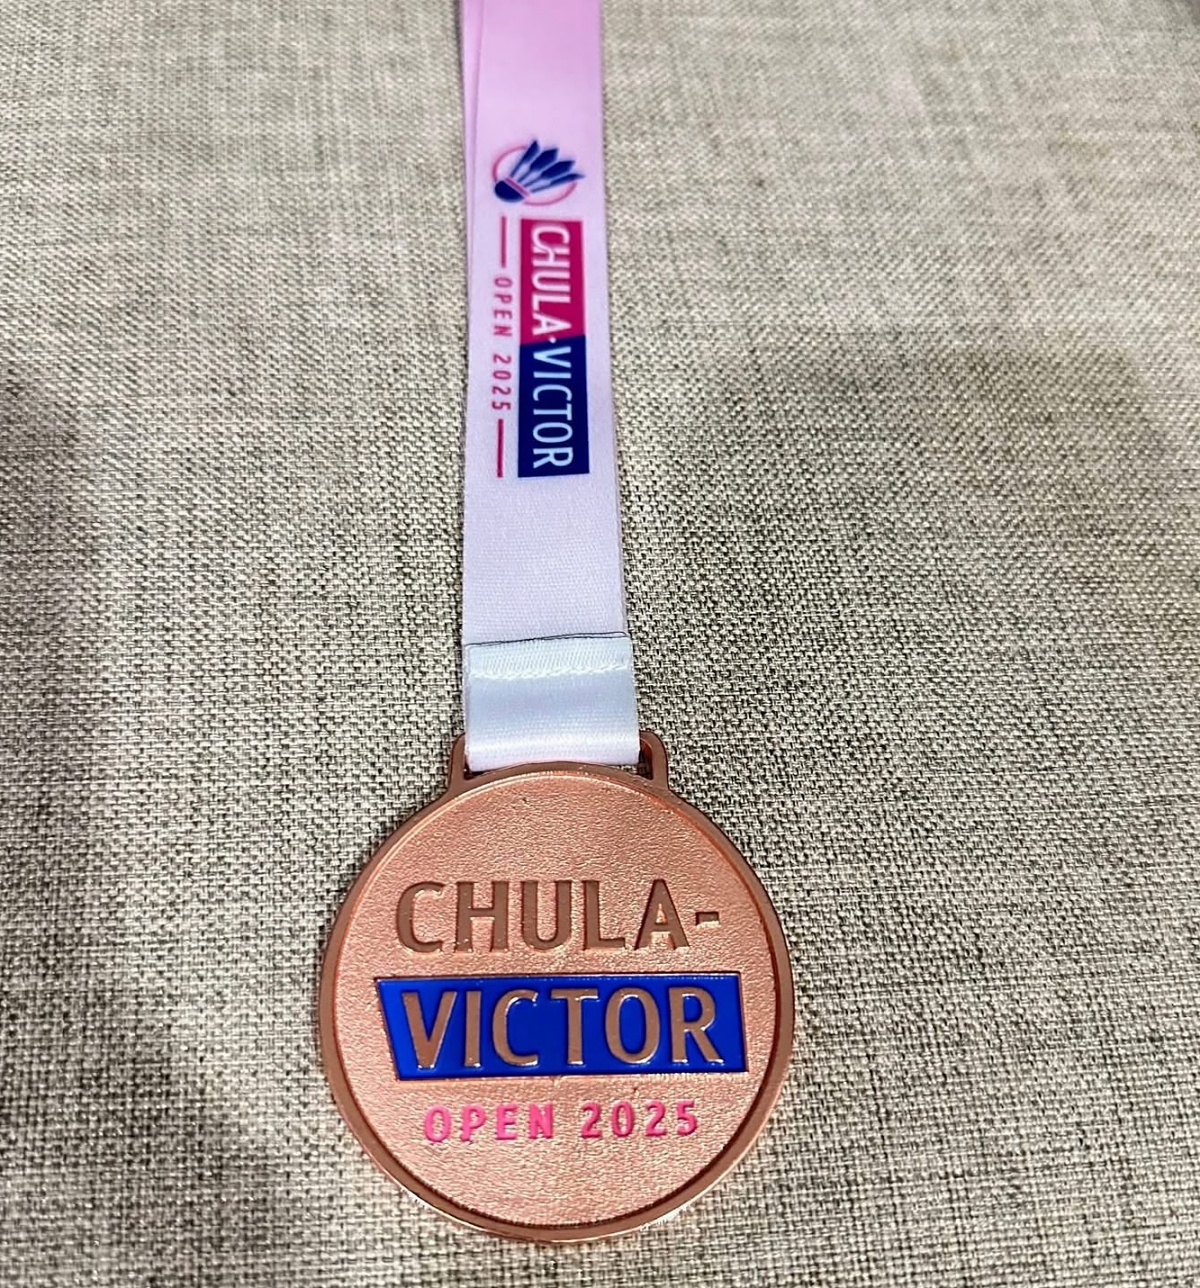 CHULA·VICTOR
OPEN 2025
CHULA-
VICTOR
OPEN 2025